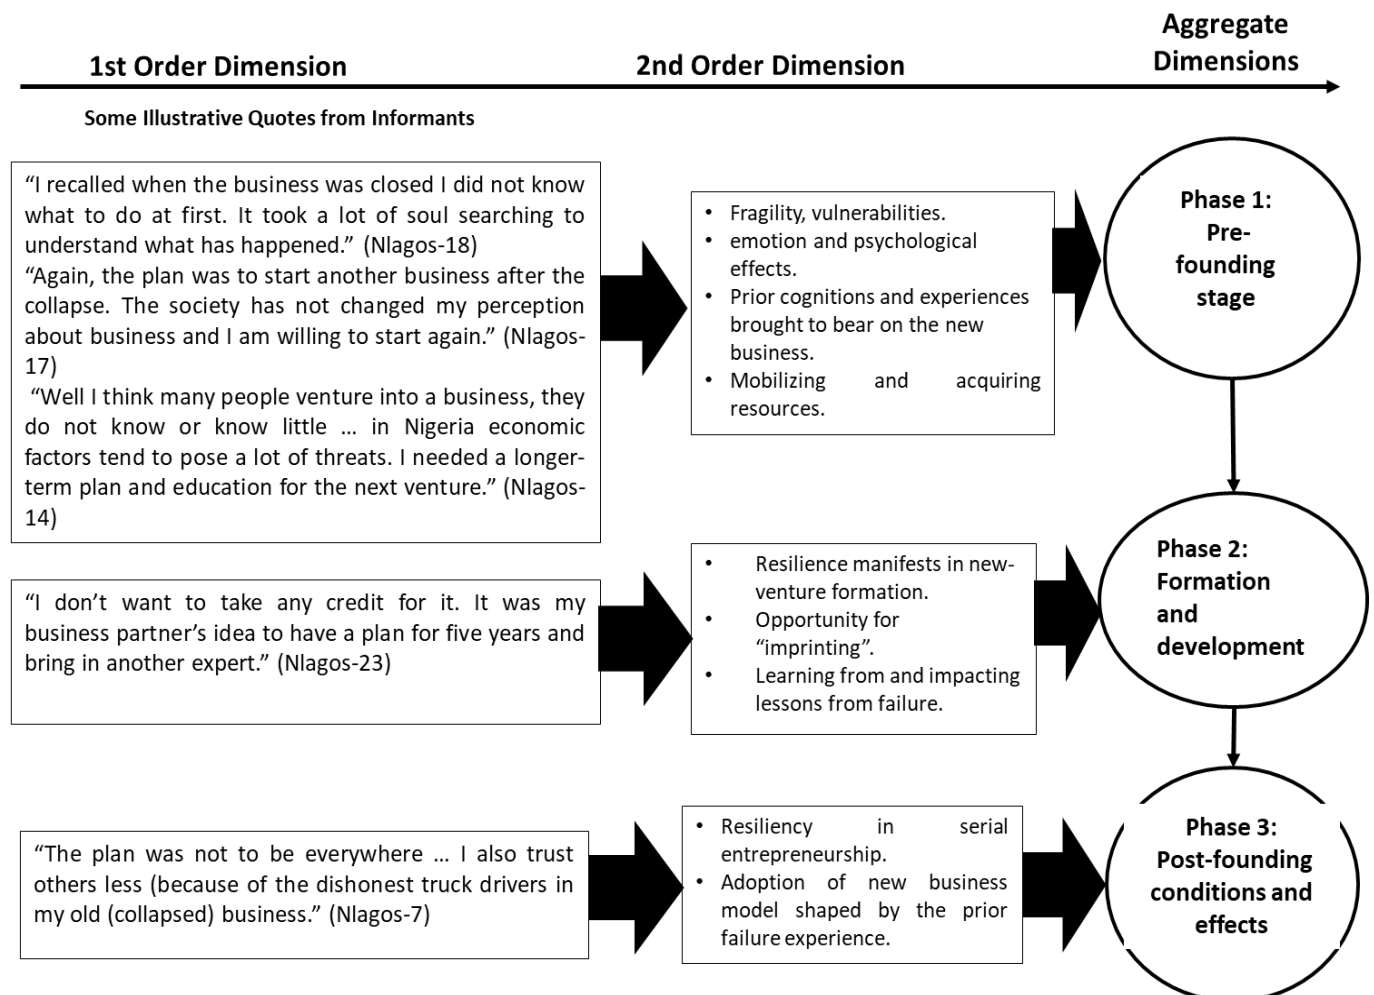 Aggregate
Dimensions
1st Order Dimension
2nd Order Dimension
Some Illustrative Quotes from Informants
“I recalled when the business was closed I did not know
what to do at first. It took a lot of soul searching to
understand what has happened.” (Nlagos-18)
“Again, the plan was to start another business after the
collapse. The society has not changed my perception
about business and I am willing to start again.” (Nlagos-
17)
“Well I think many people venture into a business, they
do not know or know little … in Nigeria economic
factors tend to pose a lot of threats. I needed a longer-
term plan and education for the next venture.” (Nlagos-
14)
• Fragility, vulnerabilities.
• emotion and psychological
effects.
• Prior cognitions and experiences
brought to bear on the new
business.
• Mobilizing and acquiring
resources.
Phase 1:
Pre-
founding
stage
“I don’t want to take any credit for it. It was my
business partner’s idea to have a plan for five years and
bring in another expert.” (Nlagos-23)
• Resilience manifests in new-
venture formation.
• Opportunity for
“imprinting”.
• Learning from and impacting
lessons from failure.
Phase 2:
Formation
and
development
“The plan was not to be everywhere … I also trust
others less (because of the dishonest truck drivers in
my old (collapsed) business.” (Nlagos-7)
• Resiliency in serial
entrepreneurship.
• Adoption of new business
model shaped by the prior
failure experience.
Phase 3:
Post-founding
conditions and
effects